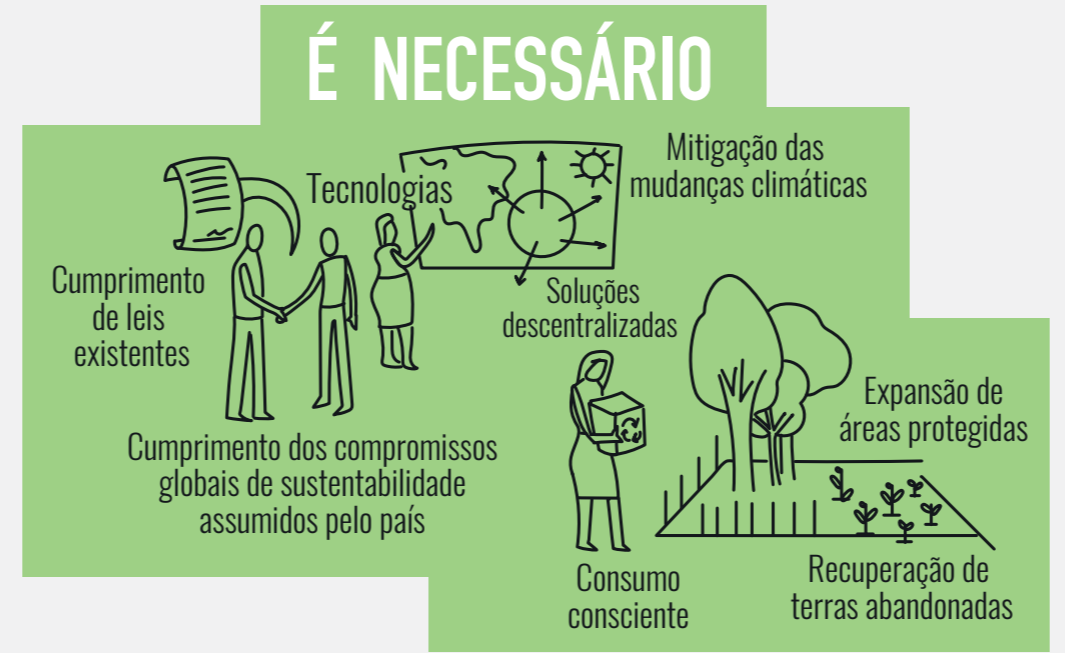 É NECESSÁRIO
Tecnologias
Mitigação das
mudanças climáticas
Cumprimento
de leis
existentes
Soluções
descentralizadas
Cumprimento dos compromissos
globais de sustentabilidade
assumidos pelo país
Expansão de
áreas protegidas
Consumo
consciente
Recuperação de
terras abandonadas